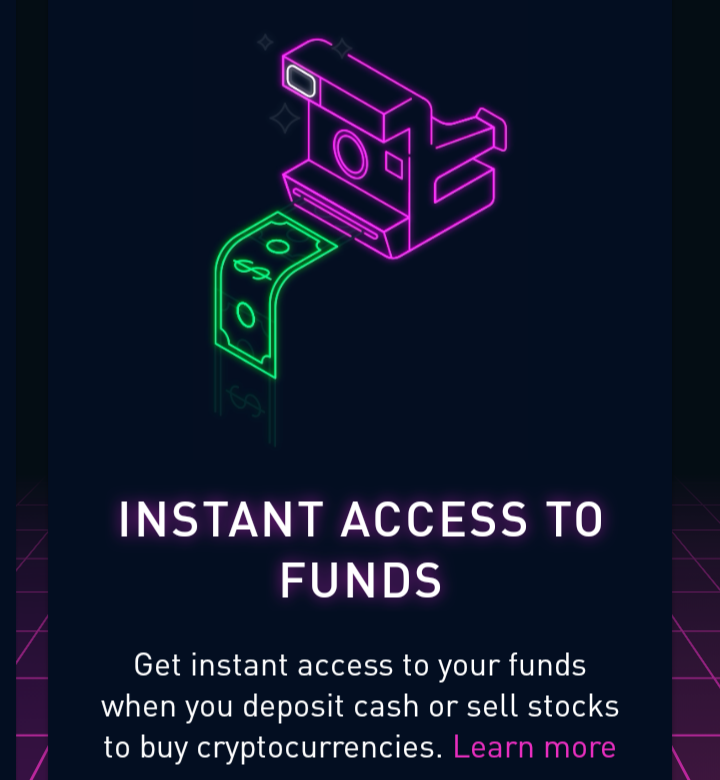 INSTANT ACCESS TO
FUNDS
Get instant access to your funds
when you deposit cash or sell stocks
to buy cryptocurrencies. Learn more